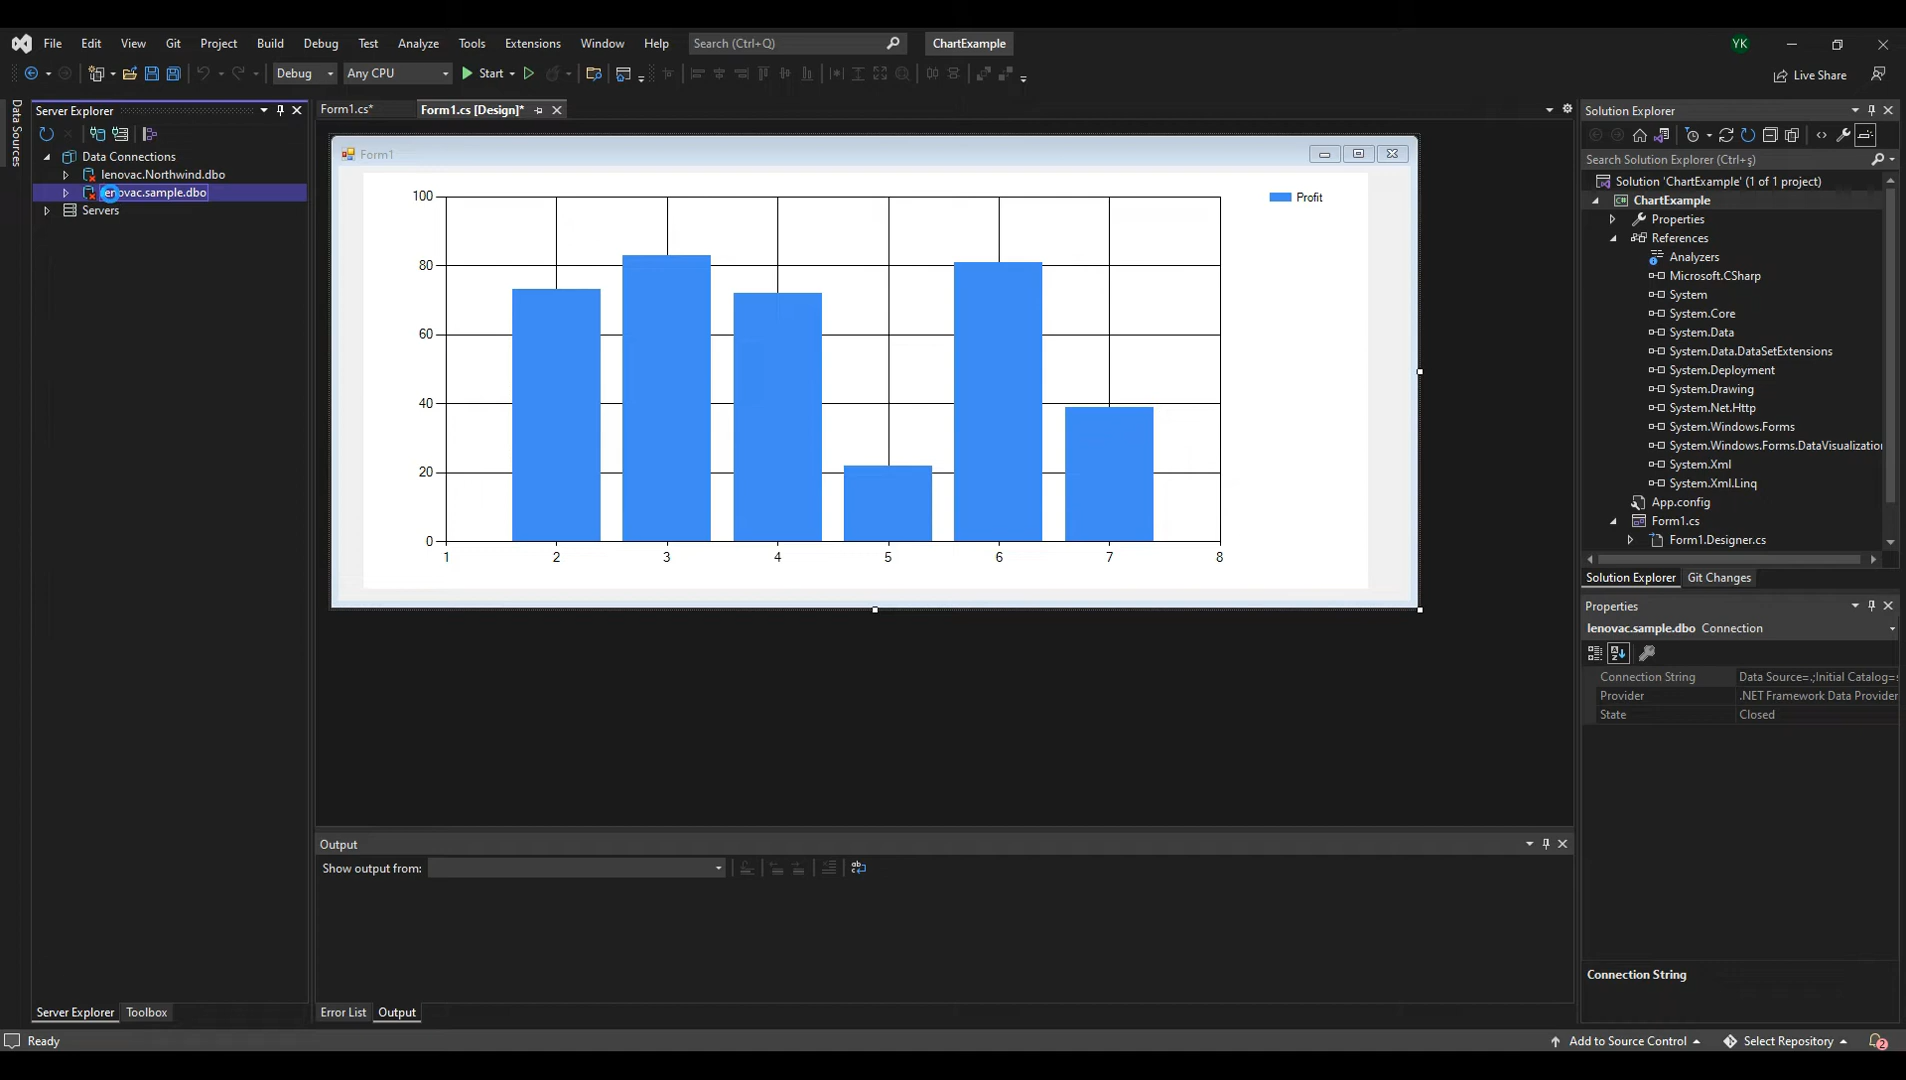 File Edit View Git Project Build Debug Test Analyze Tools Extensions Window Help Search (Ctrl+Q) ChartExample YK
Debug Any CPU Start Live Share
Data Sources
Server Explorer
Data Connections
lenovac.Northwind.dbo
lenovac.sample.dbo
Servers
Form1.cs* Form1.cs [Design]*
Form1
100
80
60
40
20
0
1 2 3 4 5 6 7 8
Profit
Output
Show output from:
Server Explorer Toolbox
Error List Output
Solution Explorer
Search Solution Explorer (Ctrl+ş)
Solution 'ChartExample' (1 of 1 project)
ChartExample
Properties
References
Analyzers
Microsoft.CSharp
System
System.Core
System.Data
System.Data.DataSetExtensions
System.Deployment
System.Drawing
System.Net.Http
System.Windows.Forms
System.Windows.Forms.DataVisualizatio
System.Xml
System.Xml.Linq
App.config
Form1.cs
Form1.Designer.cs
Solution Explorer Git Changes
Properties
lenovac.sample.dbo Connection
Connection String Data Source=.;Initial Catalog=s
Provider .NET Framework Data Provider
State Closed
Connection String
Ready Add to Source Control Select Repository 2